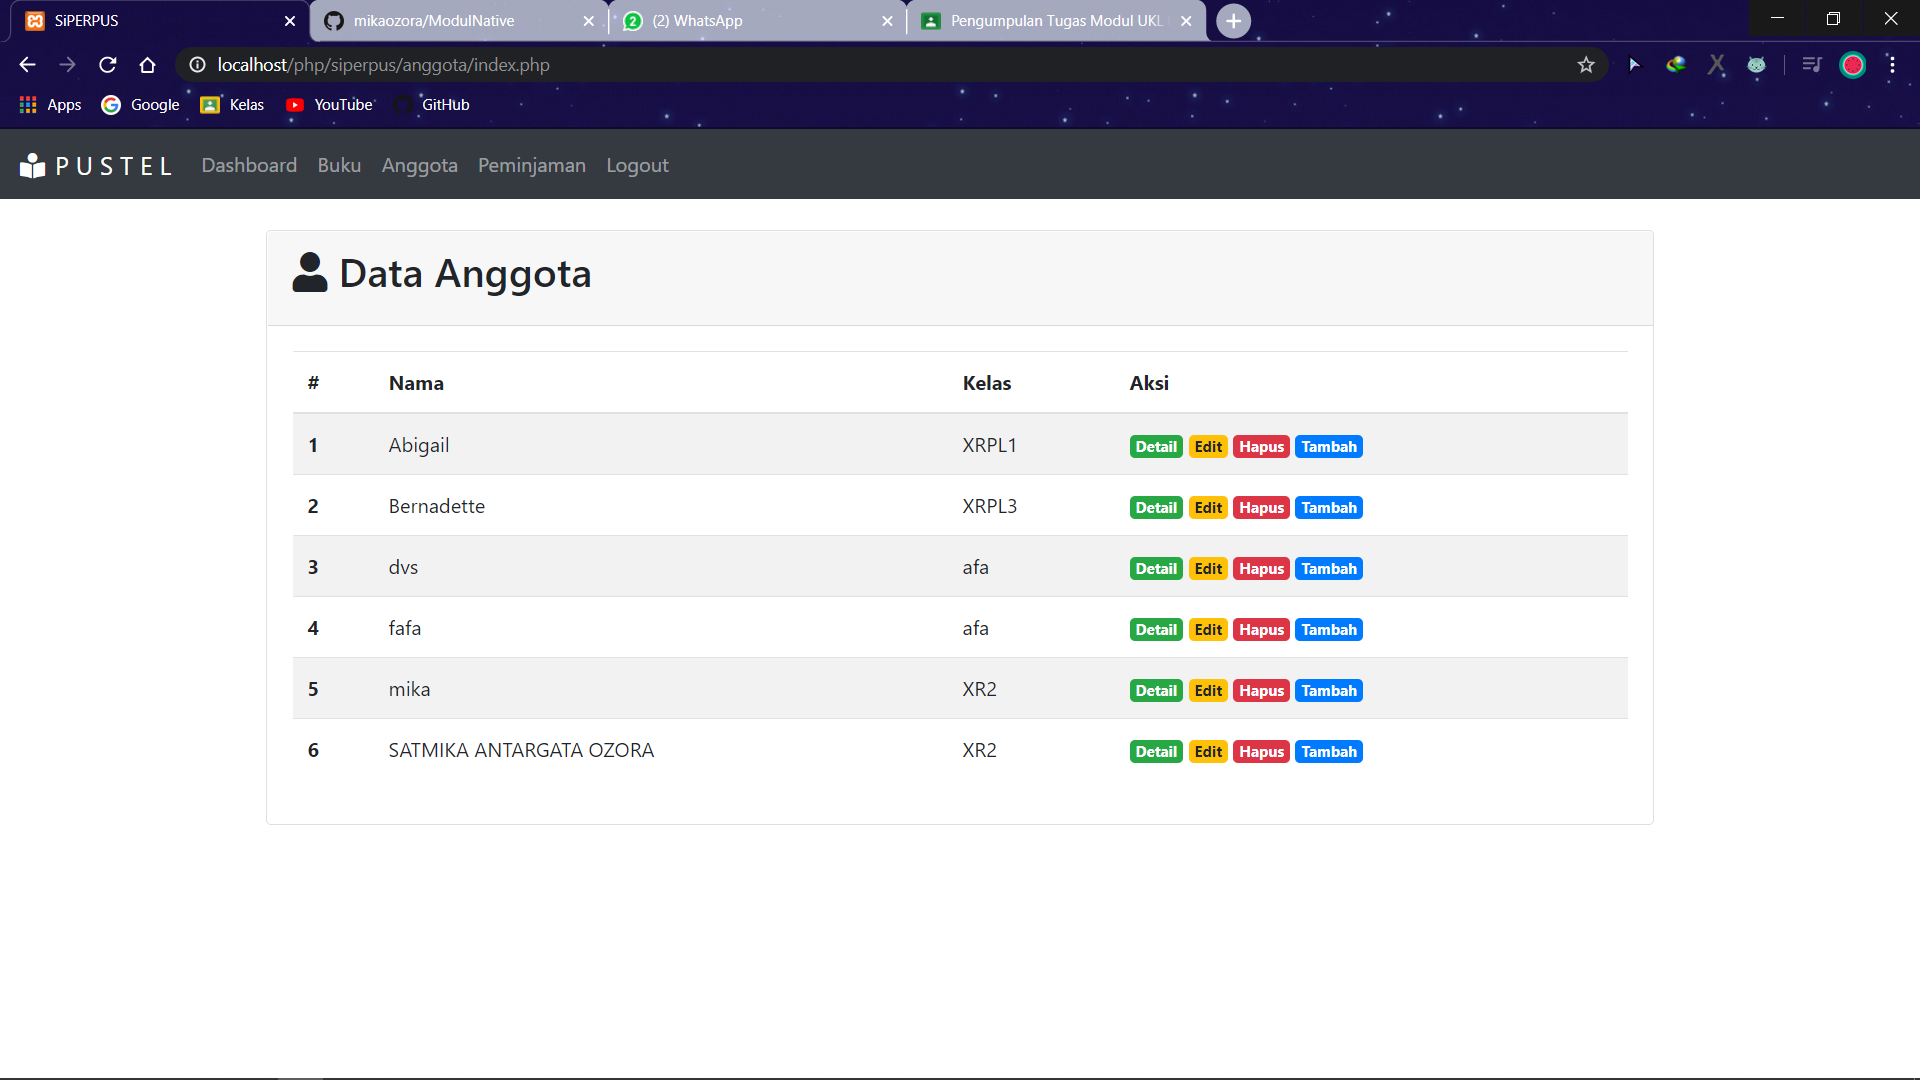 SiPERPUS
mikaozora/ModulNative
(2) WhatsApp
Pengumpulan Tugas Modul UKL
localhost/php/siperpus/anggota/index.php
Apps Google Kelas YouTube GitHub
PUSTEL Dashboard Buku Anggota Peminjaman Logout
Data Anggota
# Nama Kelas Aksi
1 Abigail XRPL1 Detail Edit Hapus Tambah
2 Bernadette XRPL3 Detail Edit Hapus Tambah
3 dvs afa Detail Edit Hapus Tambah
4 fafa afa Detail Edit Hapus Tambah
5 mika XR2 Detail Edit Hapus Tambah
6 SATMIKA ANTARGATA OZORA XR2 Detail Edit Hapus Tambah